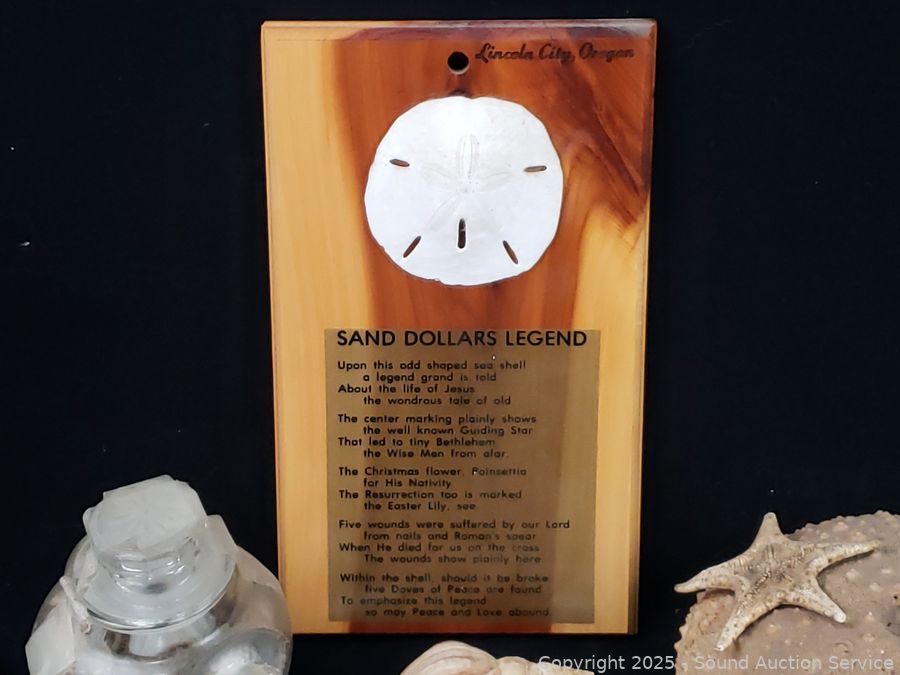 Lincoln City, Oregon
SAND DOLLARS LEGEND
Upon this odd shaped sea shell
a legend grand is told
About the life of Jesus
the wondrous tale of old
The center marking plainly shows
the well known Guiding Star
That led to tiny Bethlehem
the Wise Men from afar.
The Christmas flower, Poinsettia
for His Nativity
The Resurrection too is marked
the Easter Lily, see.
Five wounds were suffered by our Lord
from nails and Roman's spear
When He died for us on the cross
The wounds show plainly here.
Within the shell, should it be broke
five Doves of Peace are found
To emphasize this legend
so may Peace and Love abound.
Copyright 2025 - Sound Auction Service